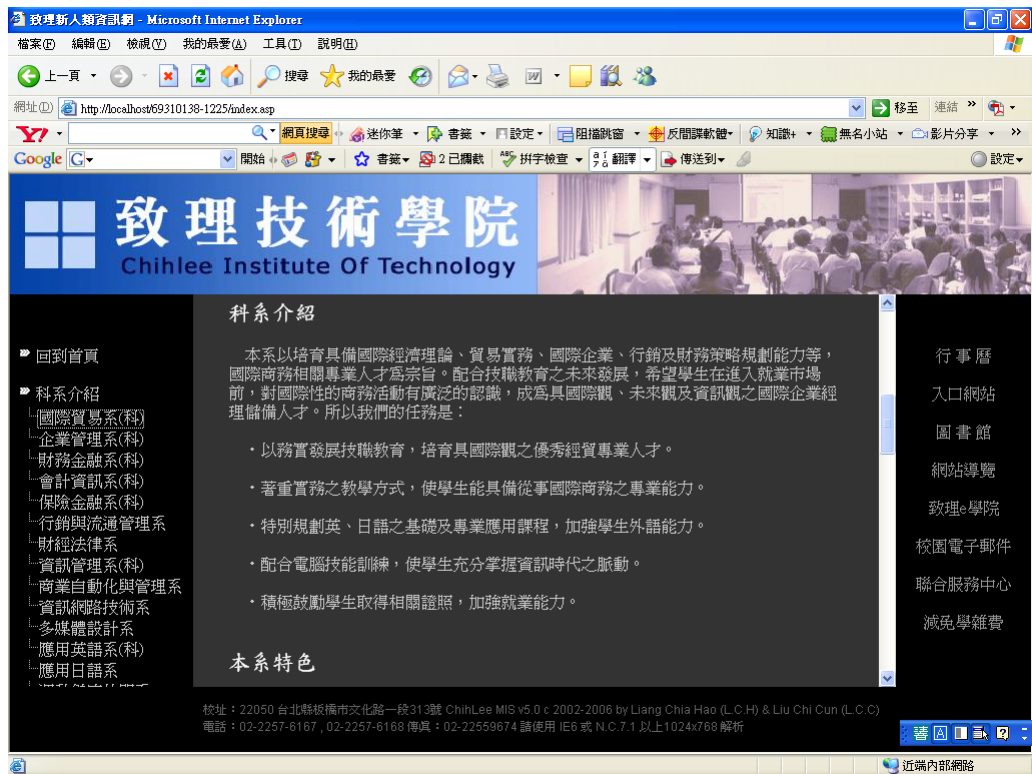 致理新人類資訊網 - Microsoft Internet Explorer
檔案(F) 編輯(E) 檢視(V) 我的最愛(A) 工具(T) 說明(H)
上一頁 搜尋 我的最愛
網址(D) http://localhost/69310138-1225/index.asp 移至 連結 »
Y7 網頁搜尋 迷你筆 書籤 設定 阻擋跳窗 反間諜軟體 知識+ 無名小站 影片分享 »
Google G 開始 書籤 2 已攔截 拼字檢查 翻譯 傳送到 設定
致理技術學院
Chihlee Institute Of Technology
回到首頁
科系介紹
國際貿易系(科)
企業管理系(科)
財務金融系(科)
會計資訊系(科)
保險金融系(科)
行銷與流通管理系
財經法律系
資訊管理系(科)
商業自動化與管理系
資訊網路技術系
多媒體設計系
應用英語系(科)
應用日語系
科系介紹
本系以培育具備國際經濟理論、貿易實務、國際企業、行銷及財務策略規劃能力等，
國際商務相關專業人才為宗旨。配合技職教育之未來發展，希望學生在進入就業市場
前，對國際性的商務活動有廣泛的認識，成為具國際觀、未來觀及資訊觀之國際企業經
理儲備人才。所以我們的任務是：
・以務實發展技職教育，培育具國際觀之優秀經貿專業人才。
・著重實務之教學方式，使學生能具備從事國際商務之專業能力。
・特別規劃英、日語之基礎及專業應用課程，加強學生外語能力。
・配合電腦技能訓練，使學生充分掌握資訊時代之脈動。
・積極鼓勵學生取得相關證照，加強就業能力。
本系特色
行事曆
入口網站
圖書館
網站導覽
致理e學院
校園電子郵件
聯合服務中心
減免學雜費
校址：22050 台北縣板橋市文化路一段313號 ChihLee MIS v5.0 c 2002-2006 by Liang Chia Hao (L.C.H) & Liu Chi Cun (L.C.C)
電話：02-2257-6167 , 02-2257-6168 傳真：02-22559674 請使用 IE6 或 N.C.7.1 以上1024x768 解析
近端內部網路